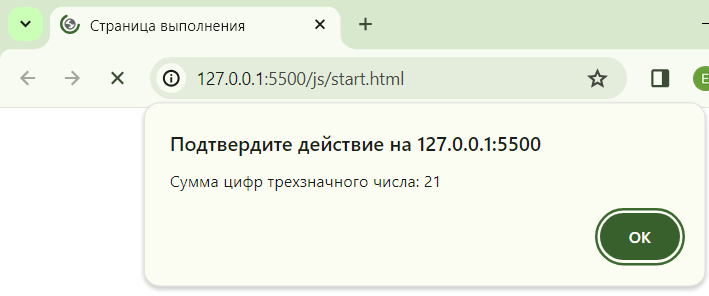 Страница выполнения
127.0.0.1:5500/js/start.html
E
Подтвердите действие на 127.0.0.1:5500
Сумма цифр трехзначного числа: 21
ОК